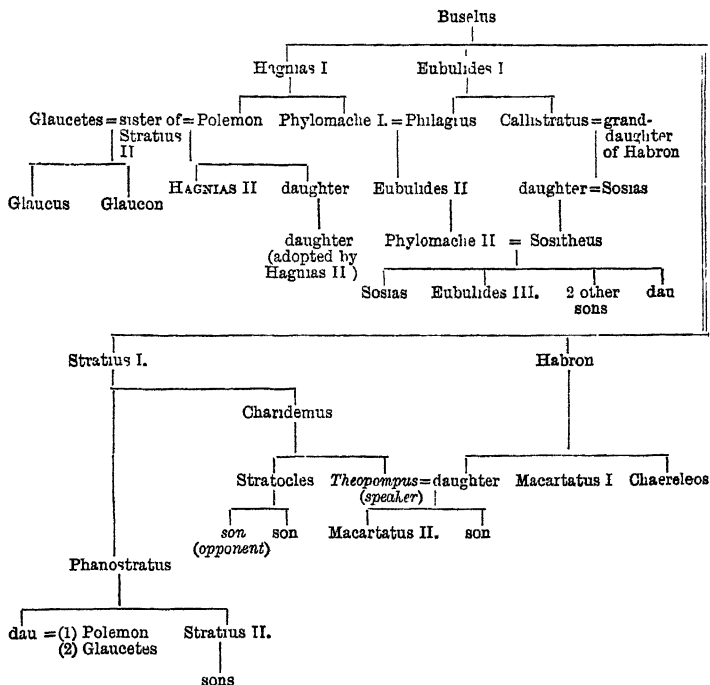 Buselus
Hagnias I Eubulides I
Glaucetes = sister of = Polemon Phylomache I. = Philagius Callistratus = grand-
Stratius daughter
II of Habron
Glaucus Glaucon HAGNIAS II daughter Eubulides II daughter = Sosias
daughter Phylomache II = Sositheus
(adopted by
Hagnias II)
Sosias Eubulides III. 2 other dau
sons
Stratius I. Habron
Charidemus
Stratocles Theopompus = daughter Macartatus I Chaereleos
(speaker)
son son Macartatus II. son
(opponent)
Phanostratus
dau = (1) Polemon Stratius II.
(2) Glaucetes
sons